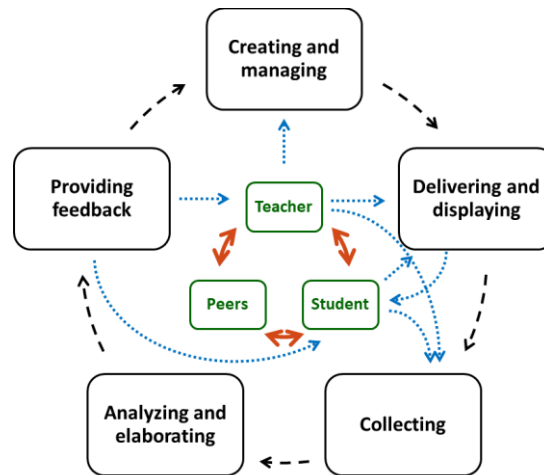 Creating and
managing
Providing
feedback
Teacher
Delivering and
displaying
Peers
Student
Analyzing and
elaborating
Collecting